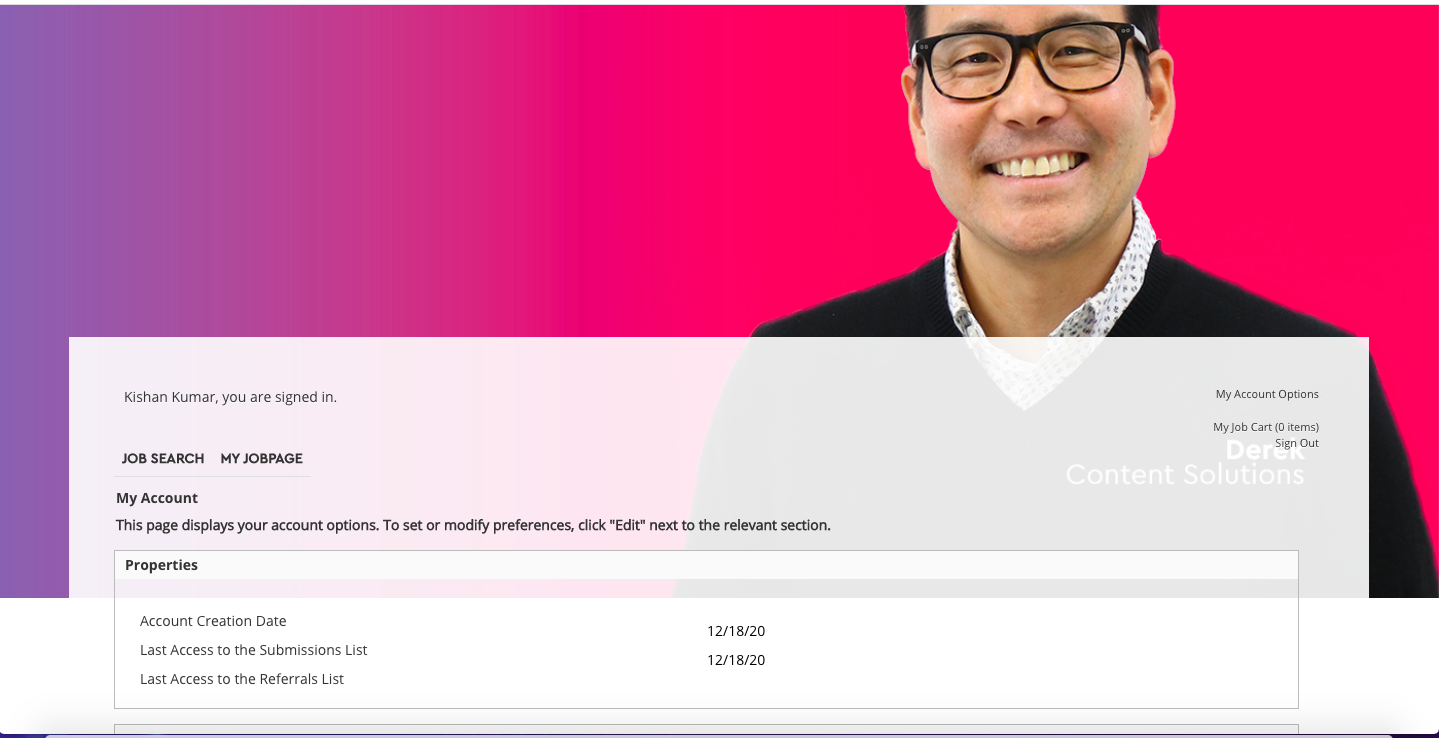 Kishan Kumar, you are signed in.
My Account Options
My Job Cart (0 items)
Sign Out
Derek
Content Solutions
JOB SEARCH MY JOBPAGE
My Account
This page displays your account options. To set or modify preferences, click "Edit" next to the relevant section.
Properties
Account Creation Date
12/18/20
Last Access to the Submissions List
12/18/20
Last Access to the Referrals List